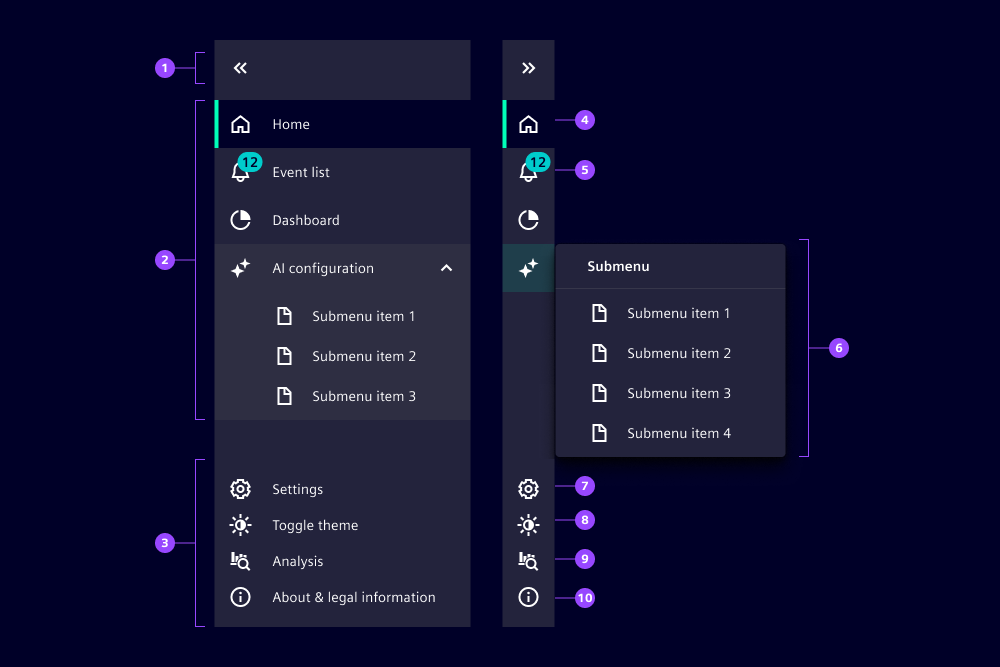 1
Home
4
12
Event list
12
5
Dashboard
2
AI configuration
Submenu item 1
Submenu item 2
Submenu item 3
Submenu
Submenu item 1
Submenu item 2
Submenu item 3
Submenu item 4
6
3
Settings
7
Toggle theme
8
Analysis
9
About & legal information
10